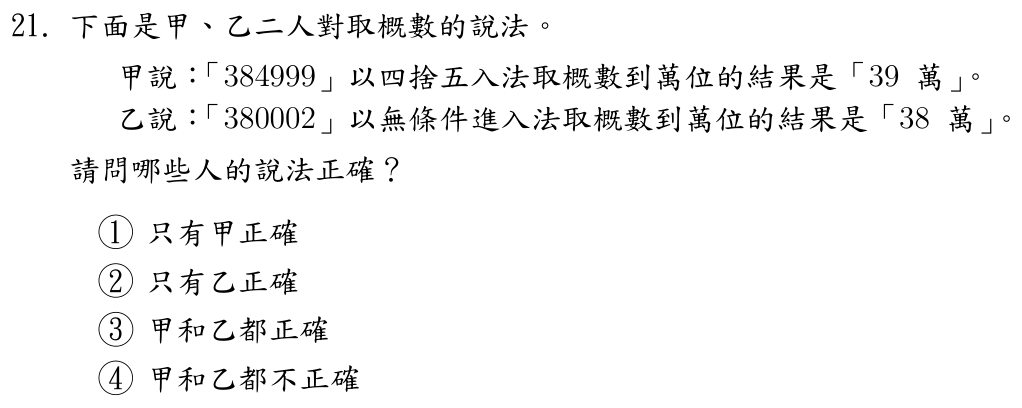 21. 下面是甲、乙二人對取概數的說法。
甲說：「384999」以四捨五入法取概數到萬位的結果是「39 萬」。
乙說：「380002」以無條件進入法取概數到萬位的結果是「38 萬」。
請問哪些人的說法正確？
① 只有甲正確
② 只有乙正確
③ 甲和乙都正確
④ 甲和乙都不正確